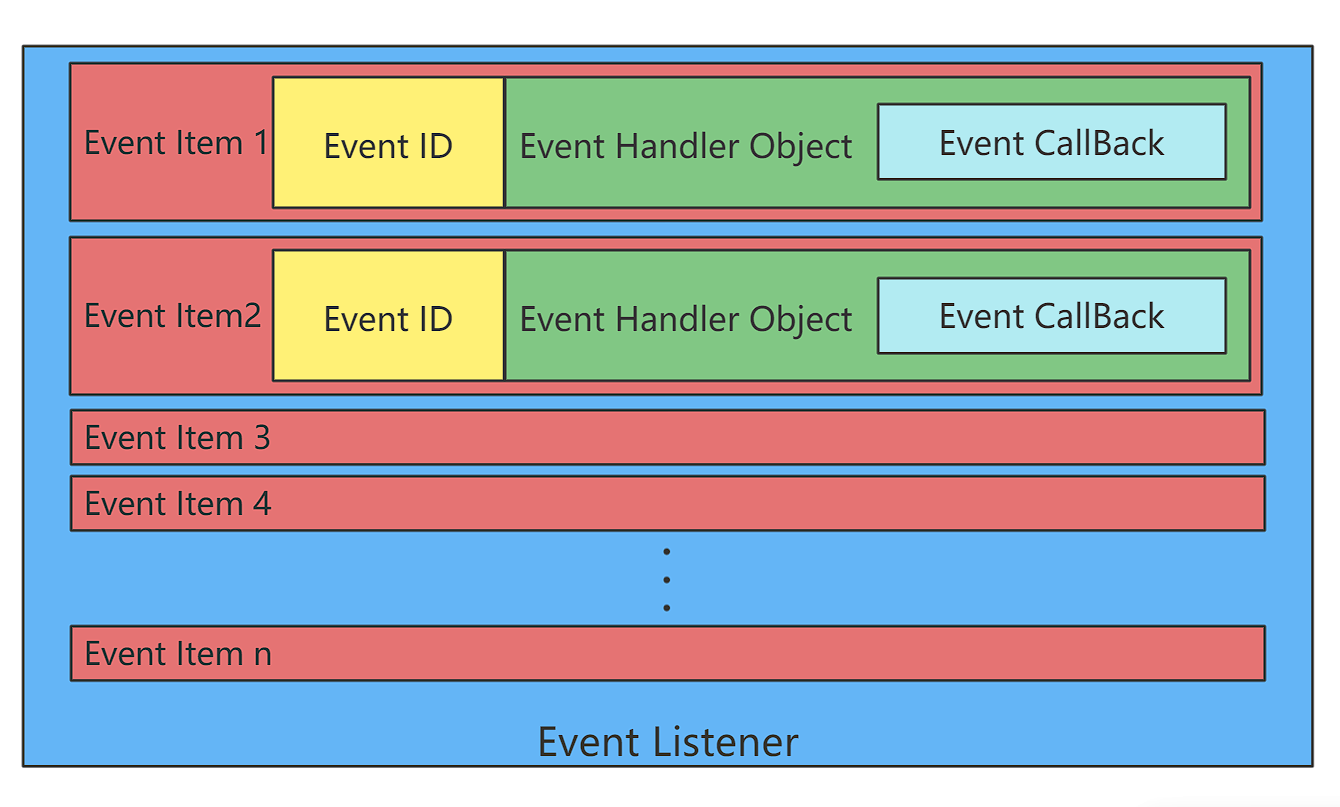 Event Item 1
Event ID
Event Handler Object
Event CallBack
Event Item2
Event ID
Event Handler Object
Event CallBack
Event Item 3
Event Item 4
Event Item n
Event Listener